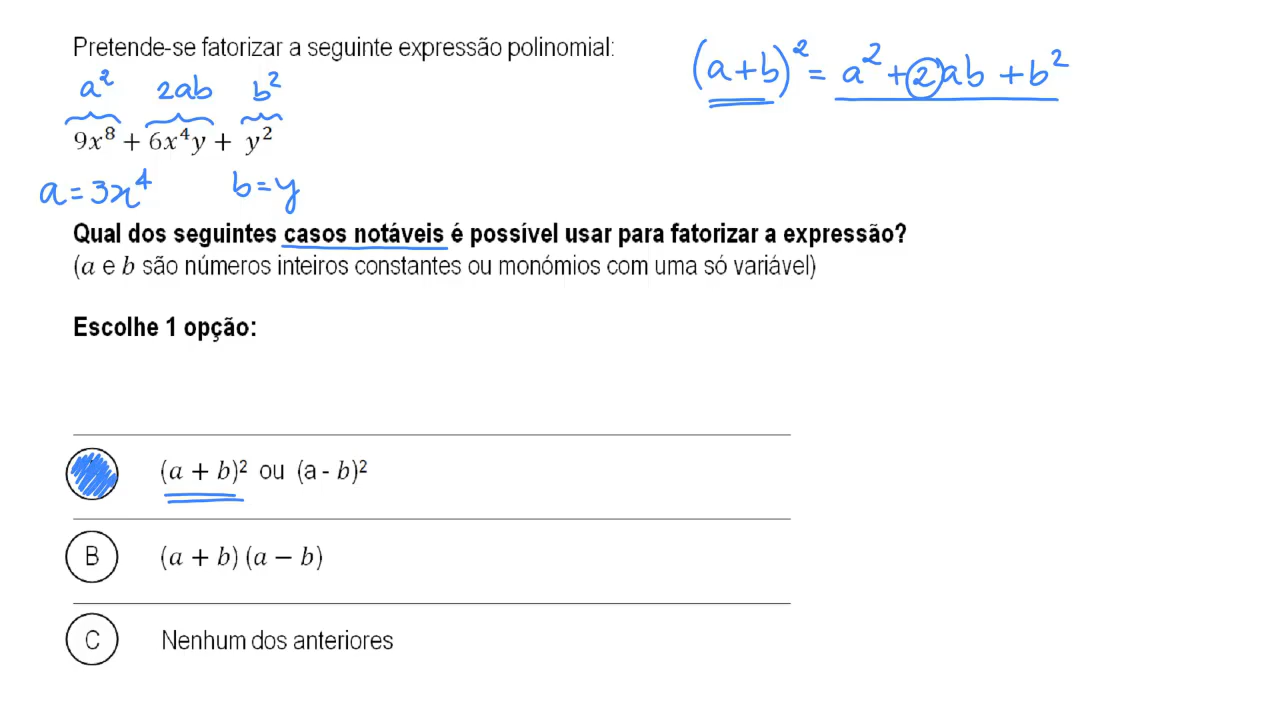 Pretende-se fatorizar a seguinte expressão polinomial:
(a+b)² = a² + 2ab + b²
a² 2ab b²
9x⁸ + 6x⁴y + y²
a = 3x⁴ b = y
Qual dos seguintes casos notáveis é possível usar para fatorizar a expressão?
(a e b são números inteiros constantes ou monómios com uma só variável)
Escolhe 1 opção:
(a + b)² ou (a - b)²
B (a + b) (a − b)
C Nenhum dos anteriores